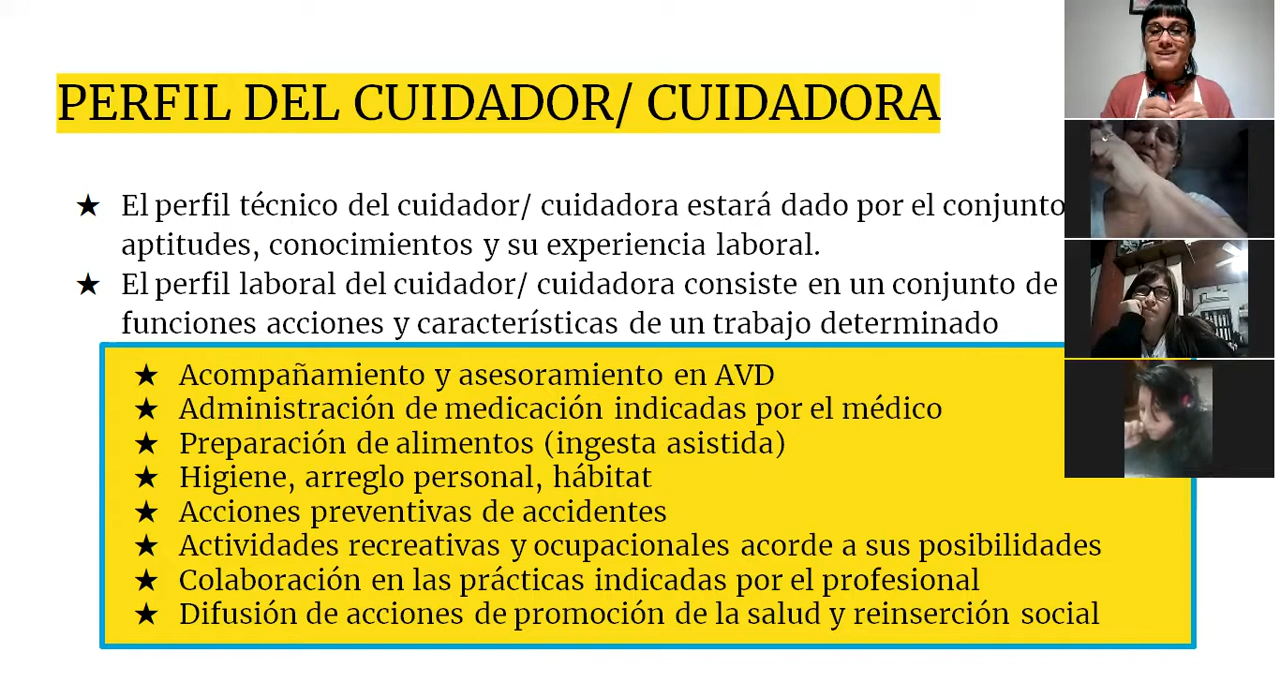 PERFIL DEL CUIDADOR/ CUIDADORA
★ El perfil técnico del cuidador/ cuidadora estará dado por el conjunto
aptitudes, conocimientos y su experiencia laboral.
★ El perfil laboral del cuidador/ cuidadora consiste en un conjunto de
funciones acciones y características de un trabajo determinado
★ Acompañamiento y asesoramiento en AVD
★ Administración de medicación indicadas por el médico
★ Preparación de alimentos (ingesta asistida)
★ Higiene, arreglo personal, hábitat
★ Acciones preventivas de accidentes
★ Actividades recreativas y ocupacionales acorde a sus posibilidades
★ Colaboración en las prácticas indicadas por el profesional
★ Difusión de acciones de promoción de la salud y reinserción social